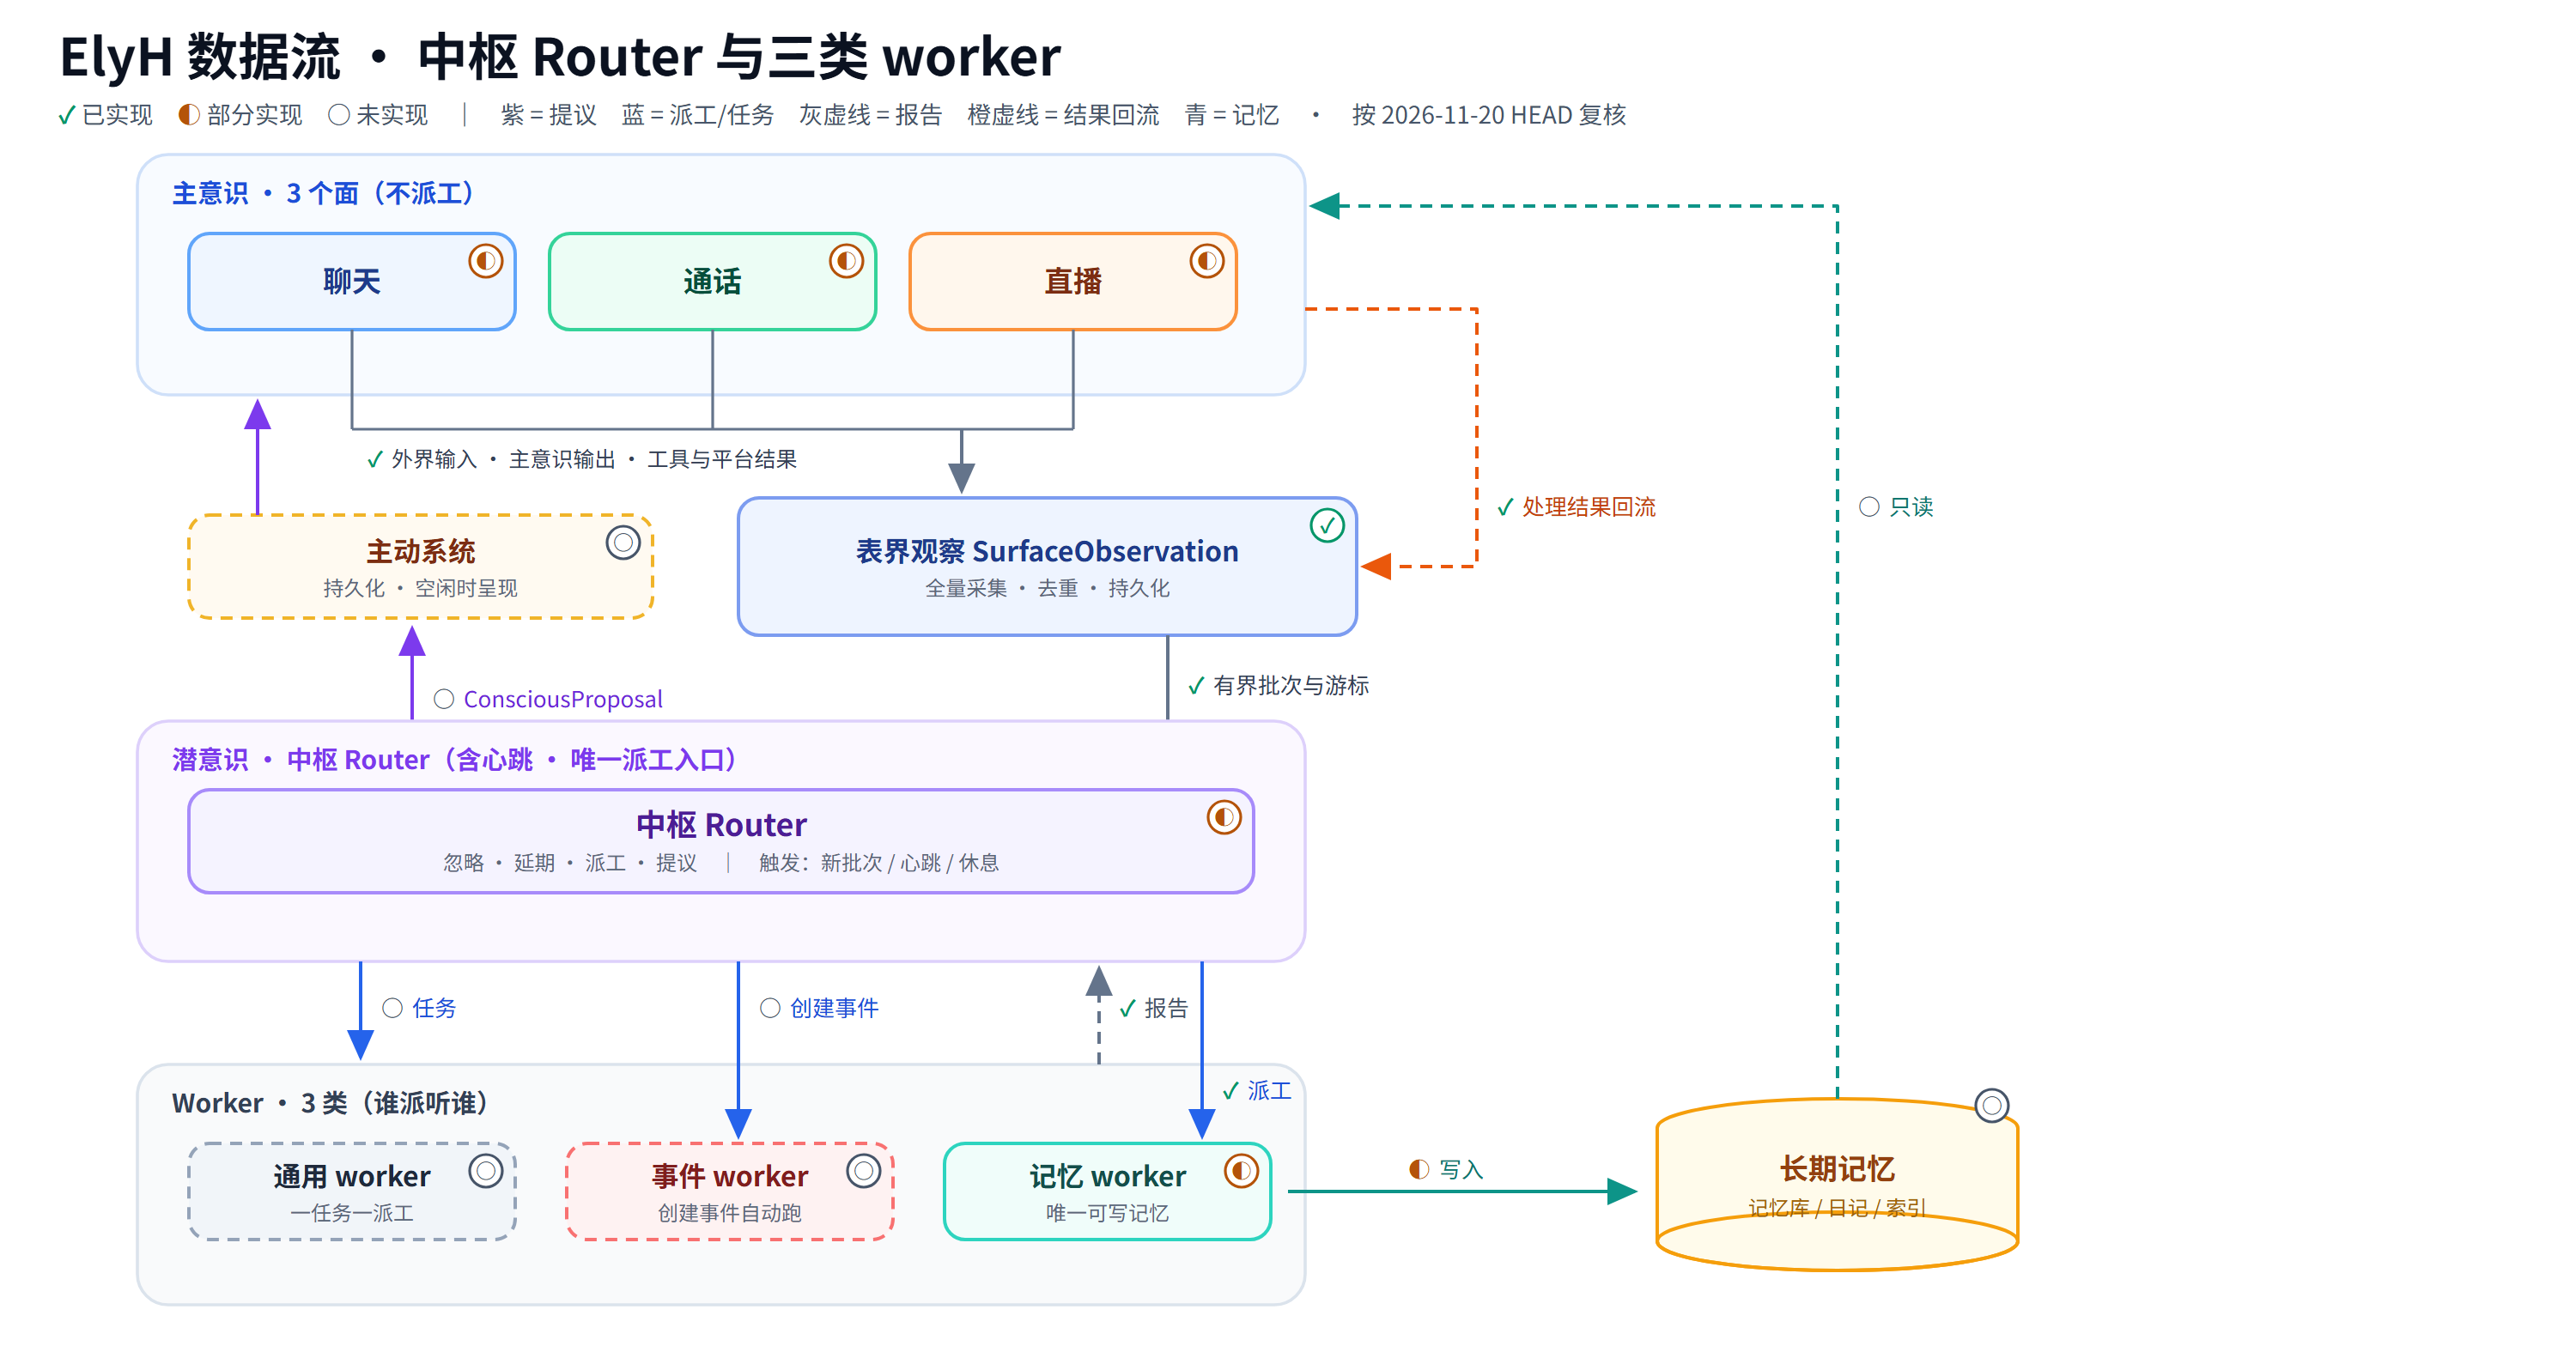 ElyH 数据流 · 中枢 Router 与三类 worker
✓ 已实现 ◐ 部分实现 ○ 未实现 ｜ 紫 = 提议 蓝 = 派工/任务 灰虚线 = 报告 橙虚线 = 结果回流 青 = 记忆 · 按 2026-11-20 HEAD 复核
主意识 · 3 个面（不派工）
聊天
◐
通话
◐
直播
◐
✓ 外界输入 · 主意识输出 · 工具与平台结果
✓ 处理结果回流
○ 只读
主动系统
○
持久化 · 空闲时呈现
表界观察 SurfaceObservation
✓
全量采集 · 去重 · 持久化
○ ConsciousProposal
✓ 有界批次与游标
潜意识 · 中枢 Router（含心跳 · 唯一派工入口）
中枢 Router
◐
忽略 · 延期 · 派工 · 提议 ｜ 触发：新批次 / 心跳 / 休息
○ 任务
○ 创建事件
✓ 报告
✓ 派工
Worker · 3 类（谁派听谁）
通用 worker
○
一任务一派工
事件 worker
○
创建事件自动跑
记忆 worker
◐
唯一可写记忆
◐ 写入
○
长期记忆
记忆库 / 日记 / 索引